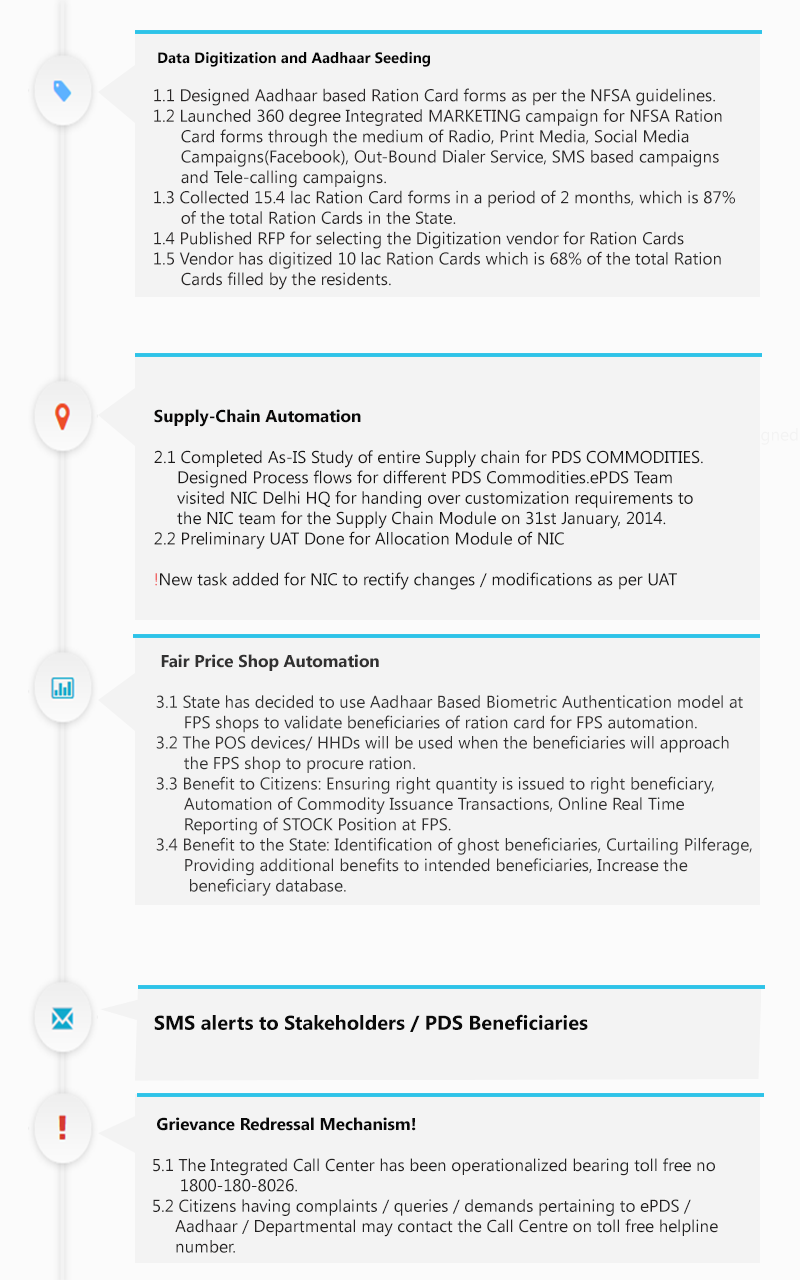 Data Digitization and Aadhaar Seeding
1.1 Designed Aadhaar based Ration Card forms as per the NFSA guidelines.
1.2 Launched 360 degree Integrated MARKETING campaign for NFSA Ration
Card forms through the medium of Radio, Print Media, Social Media
Campaigns(Facebook), Out-Bound Dialer Service, SMS based campaigns
and Tele-calling campaigns.
1.3 Collected 15.4 lac Ration Card forms in a period of 2 months, which is 87%
of the total Ration Cards in the State.
1.4 Published RFP for selecting the Digitization vendor for Ration Cards
1.5 Vendor has digitized 10 lac Ration Cards which is 68% of the total Ration
Cards filled by the residents.
Supply-Chain Automation
2.1 Completed As-IS Study of entire Supply chain for PDS COMMODITIES.
Designed Process flows for different PDS Commodities.ePDS Team
visited NIC Delhi HQ for handing over customization requirements to
the NIC team for the Supply Chain Module on 31st January, 2014.
2.2 Preliminary UAT Done for Allocation Module of NIC
!New task added for NIC to rectify changes / modifications as per UAT
Fair Price Shop Automation
3.1 State has decided to use Aadhaar Based Biometric Authentication model at
FPS shops to validate beneficiaries of ration card for FPS automation.
3.2 The POS devices/ HHDs will be used when the beneficiaries will approach
the FPS shop to procure ration.
3.3 Benefit to Citizens: Ensuring right quantity is issued to right beneficiary,
Automation of Commodity Issuance Transactions, Online Real Time
Reporting of STOCK Position at FPS.
3.4 Benefit to the State: Identification of ghost beneficiaries, Curtailing Pilferage,
Providing additional benefits to intended beneficiaries, Increase the
beneficiary database.
SMS alerts to Stakeholders / PDS Beneficiaries
Grievance Redressal Mechanism!
5.1 The Integrated Call Center has been operationalized bearing toll free no
1800-180-8026.
5.2 Citizens having complaints / queries / demands pertaining to ePDS /
Aadhaar / Departmental may contact the Call Centre on toll free helpline
number.